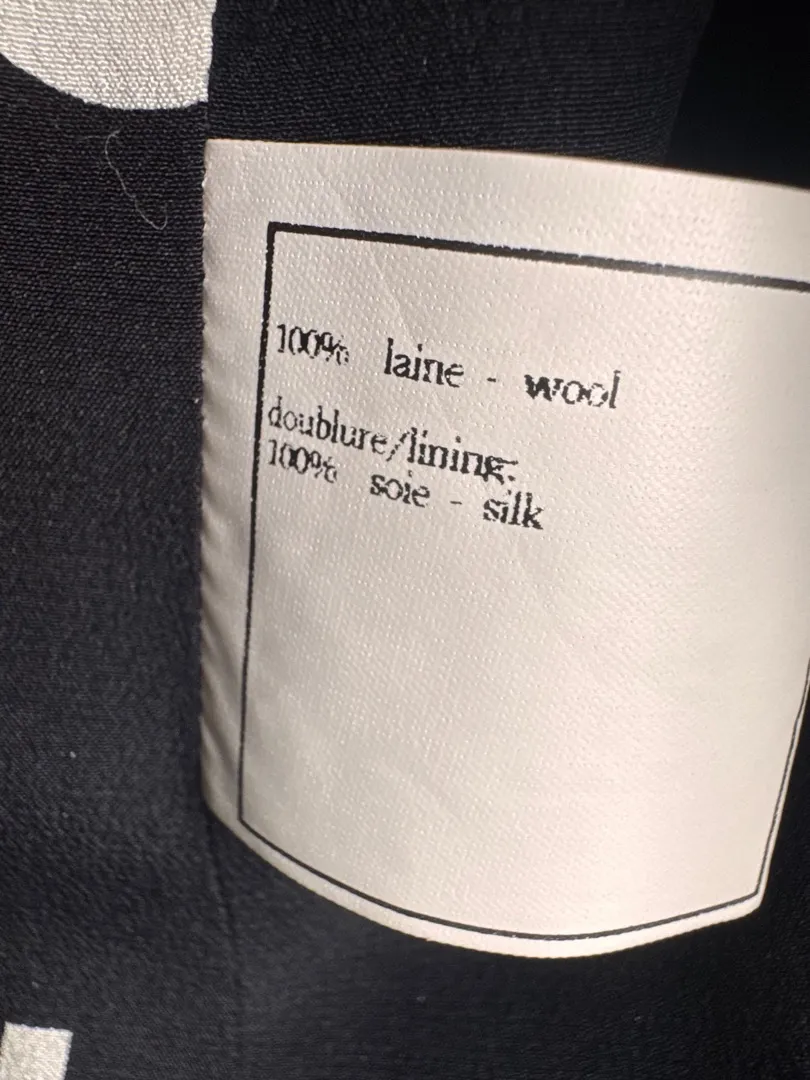 100% laine - wool
doublure/lining:
100% soie - silk